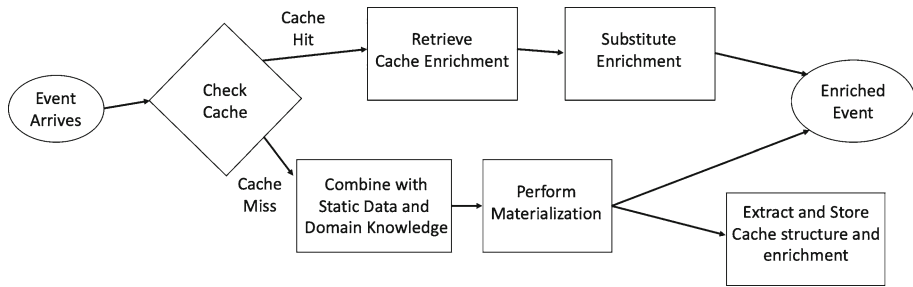 Event
Arrives
Check
Cache
Cache
Hit
Retrieve
Cache Enrichment
Substitute
Enrichment
Enriched
Event
Cache
Miss
Combine with
Static Data and
Domain Knowledge
Perform
Materialization
Extract and Store
Cache structure and
enrichment